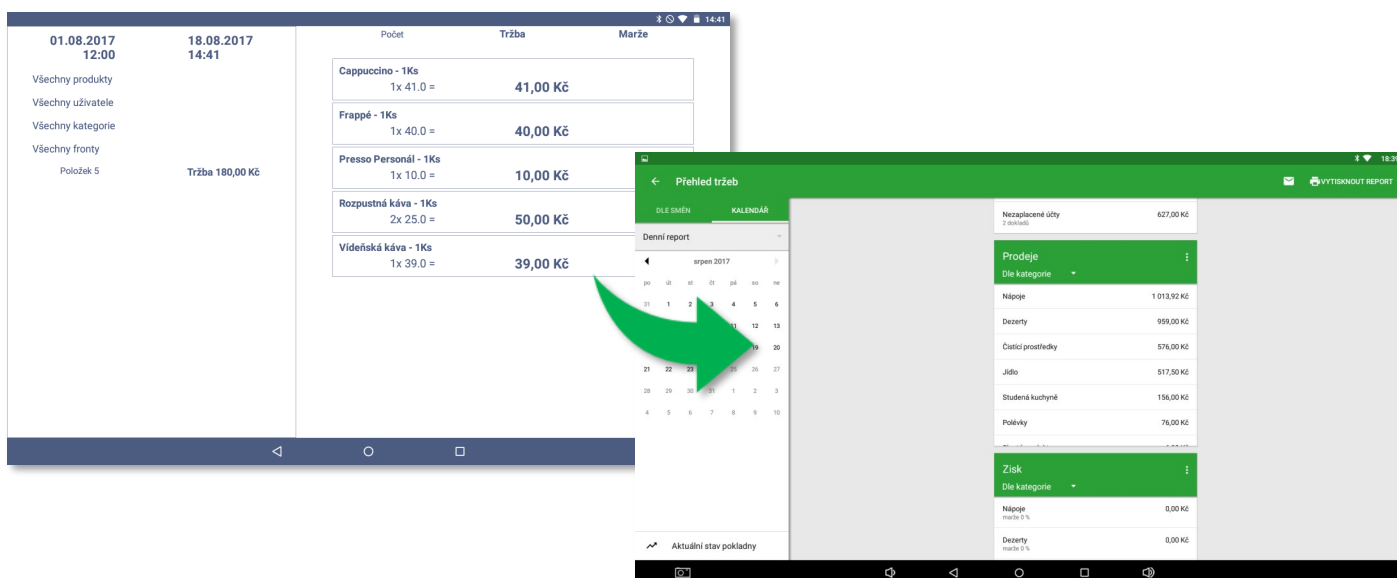 14:41
01.08.2017 18.08.2017
12:00 14:41
Všechny produkty
Všechny uživatele
Všechny kategorie
Všechny fronty
Položek 5 Tržba 180,00 Kč
Počet Tržba Marže
Cappuccino - 1Ks
1x 41.0 = 41,00 Kč
Frappé - 1Ks
1x 40.0 = 40,00 Kč
Presso Personál - 1Ks
1x 10.0 = 10,00 Kč
Rozpustná káva - 1Ks
2x 25.0 = 50,00 Kč
Vídeňská káva - 1Ks
1x 39.0 = 39,00 Kč
18:39
Přehled tržeb
VYTISKNOUT REPORT
DLE SMĚN KALENDÁŘ
Denní report
srpen 2017
po út st čt pá so ne
31 1 2 3 4 5 6
11 12 13
19 20
21 22 23 25 26 27
28 29 30 31 1 2 3
4 5 6 7 8 9 10
Aktuální stav pokladny
Nezaplacené účty 627,00 Kč
2 dokladů
Prodeje
Dle kategorie
Nápoje 1 013,92 Kč
Dezerty 959,00 Kč
Čistící prostředky 576,00 Kč
Jídlo 517,50 Kč
Studená kuchyně 156,00 Kč
Polévky 76,00 Kč
Zisk
Dle kategorie
Nápoje 0,00 Kč
marže 0 %
Dezerty 0,00 Kč
marže 0 %